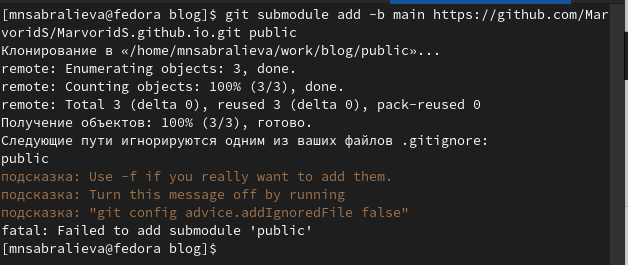 [mnsabralieva@fedora blog]$ git submodule add -b main https://github.com/Mar
voridS/MarvoridS.github.io.git public
Клонирование в «/home/mnsabralieva/work/blog/public»...
remote: Enumerating objects: 3, done.
remote: Counting objects: 100% (3/3), done.
remote: Total 3 (delta 0), reused 3 (delta 0), pack-reused 0
Получение объектов: 100% (3/3), готово.
Следующие пути игнорируются одним из ваших файлов .gitignore:
public
подсказка: Use -f if you really want to add them.
подсказка: Turn this message off by running
подсказка: "git config advice.addIgnoredFile false"
fatal: Failed to add submodule 'public'
[mnsabralieva@fedora blog]$